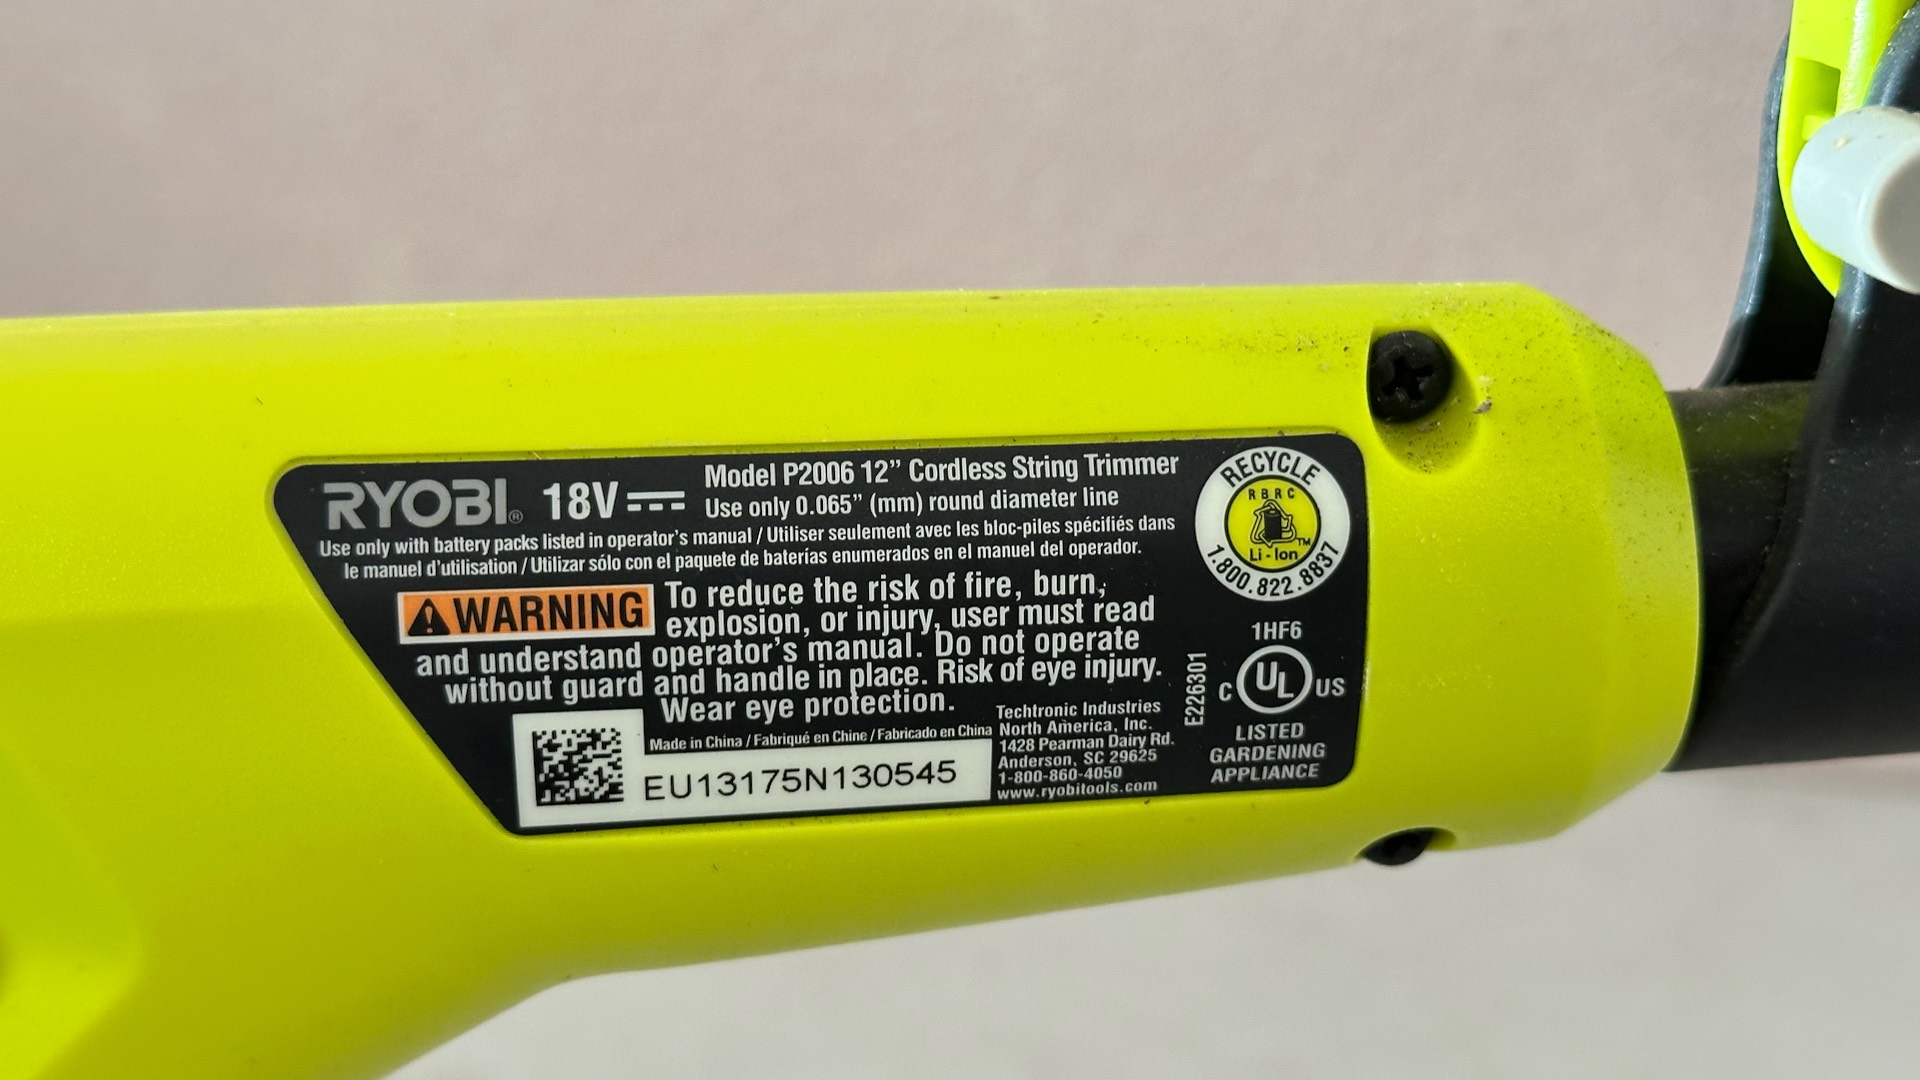 RYOBI® 18V
Model P2006 12” Cordless String Trimmer
Use only 0.065” (mm) round diameter line
Use only with battery packs listed in operator's manual / Utiliser seulement avec les bloc-piles spécifiés dans
le manuel d'utilisation / Utilizar sólo con el paquete de baterías enumerados en el manuel del operador.
WARNING To reduce the risk of fire, burn,
explosion, or injury, user must read
and understand operator's manual. Do not operate
without guard and handle in place. Risk of eye injury.
Wear eye protection.
Made in China / Fabriqué en Chine / Fabricado en China
EU13175N130545
Techtronic Industries
North America, Inc.
1428 Pearman Dairy Rd.
Anderson, SC 29625
1-800-860-4050
www.ryobitools.com
RECYCLE
RBRC
Li-Ion™
1.800.822.8837
1HF6
E226301
C UL US
LISTED
GARDENING
APPLIANCE